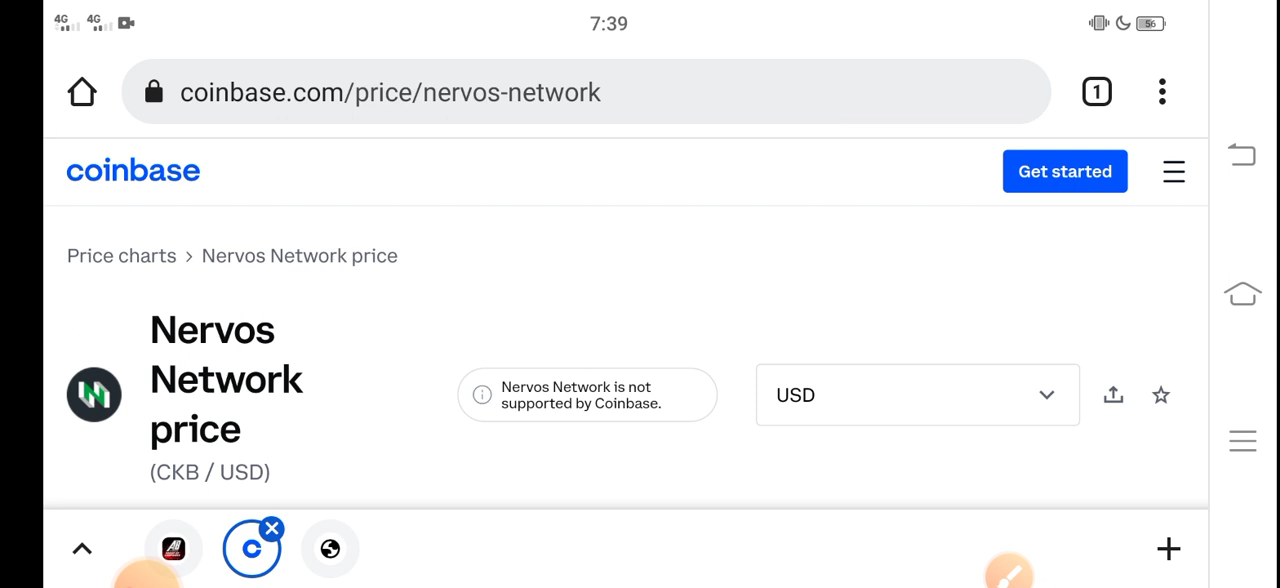 4G 4G 7:39 56
coinbase.com/price/nervos-network 1
coinbase Get started
Price charts > Nervos Network price
Nervos
Network
price
(CKB / USD)
Nervos Network is not
supported by Coinbase.
USD